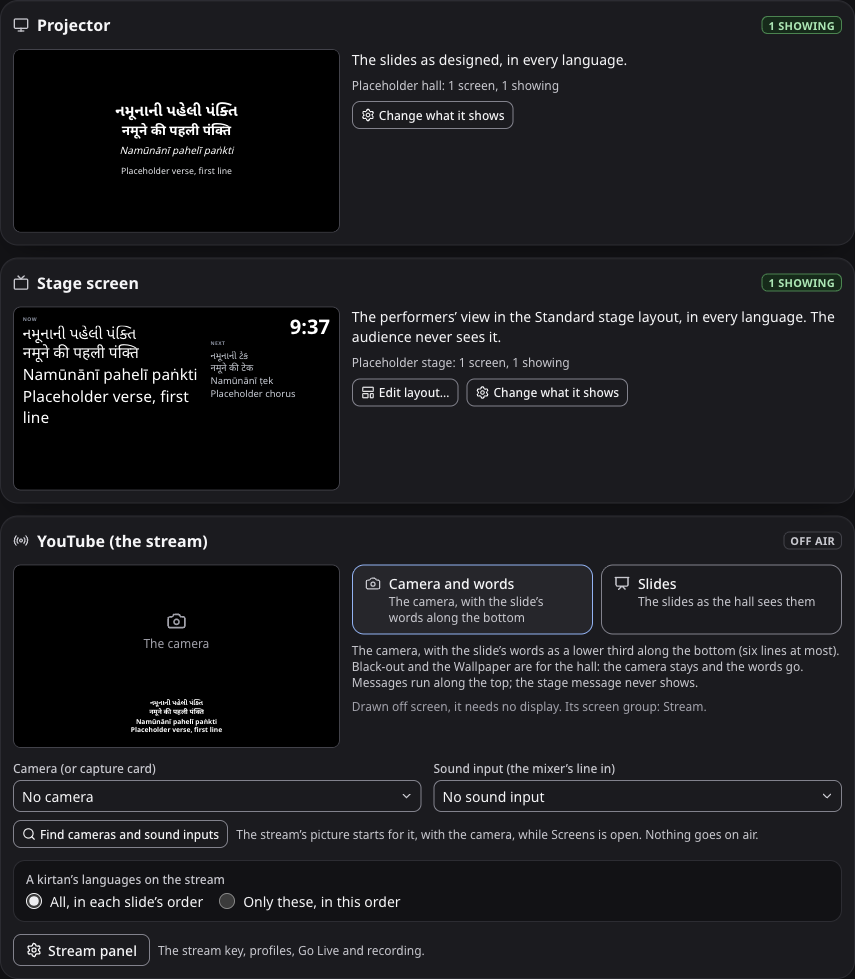 Projector
1 SHOWING
નમૂનાની પહેલી પંક્તિ
नमूने की पहली पंक्ति
Namūnānī pahelī paṅkti
Placeholder verse, first line
The slides as designed, in every language.
Placeholder hall: 1 screen, 1 showing
Change what it shows
Stage screen
1 SHOWING
NOW
નમૂનાની પહેલી પંક્તિ
नमूने की पहली पंक्ति
Namūnānī pahelī paṅkti
Placeholder verse, first
line
9:37
NEXT
નમૂનાની ટેક
नमूने की टेक
Namūnānī ṭek
Placeholder chorus
The performers’ view in the Standard stage layout, in every language. The
audience never sees it.
Placeholder stage: 1 screen, 1 showing
Edit layout…
Change what it shows
YouTube (the stream)
OFF AIR
The camera
નમૂનાની પહેલી પંક્તિ
नमूने की पहली पंक्ति
Namūnānī pahelī paṅkti
Placeholder verse, first line
Camera and words
The camera, with the slide’s
words along the bottom
Slides
The slides as the hall sees them
The camera, with the slide’s words as a lower third along the bottom (six lines at most).
Black-out and the Wallpaper are for the hall: the camera stays and the words go.
Messages run along the top; the stage message never shows.
Drawn off screen, it needs no display. Its screen group: Stream.
Camera (or capture card)
No camera
Sound input (the mixer’s line in)
No sound input
Find cameras and sound inputs
The stream’s picture starts for it, with the camera, while Screens is open. Nothing goes on air.
A kirtan’s languages on the stream
All, in each slide’s order
Only these, in this order
Stream panel
The stream key, profiles, Go Live and recording.